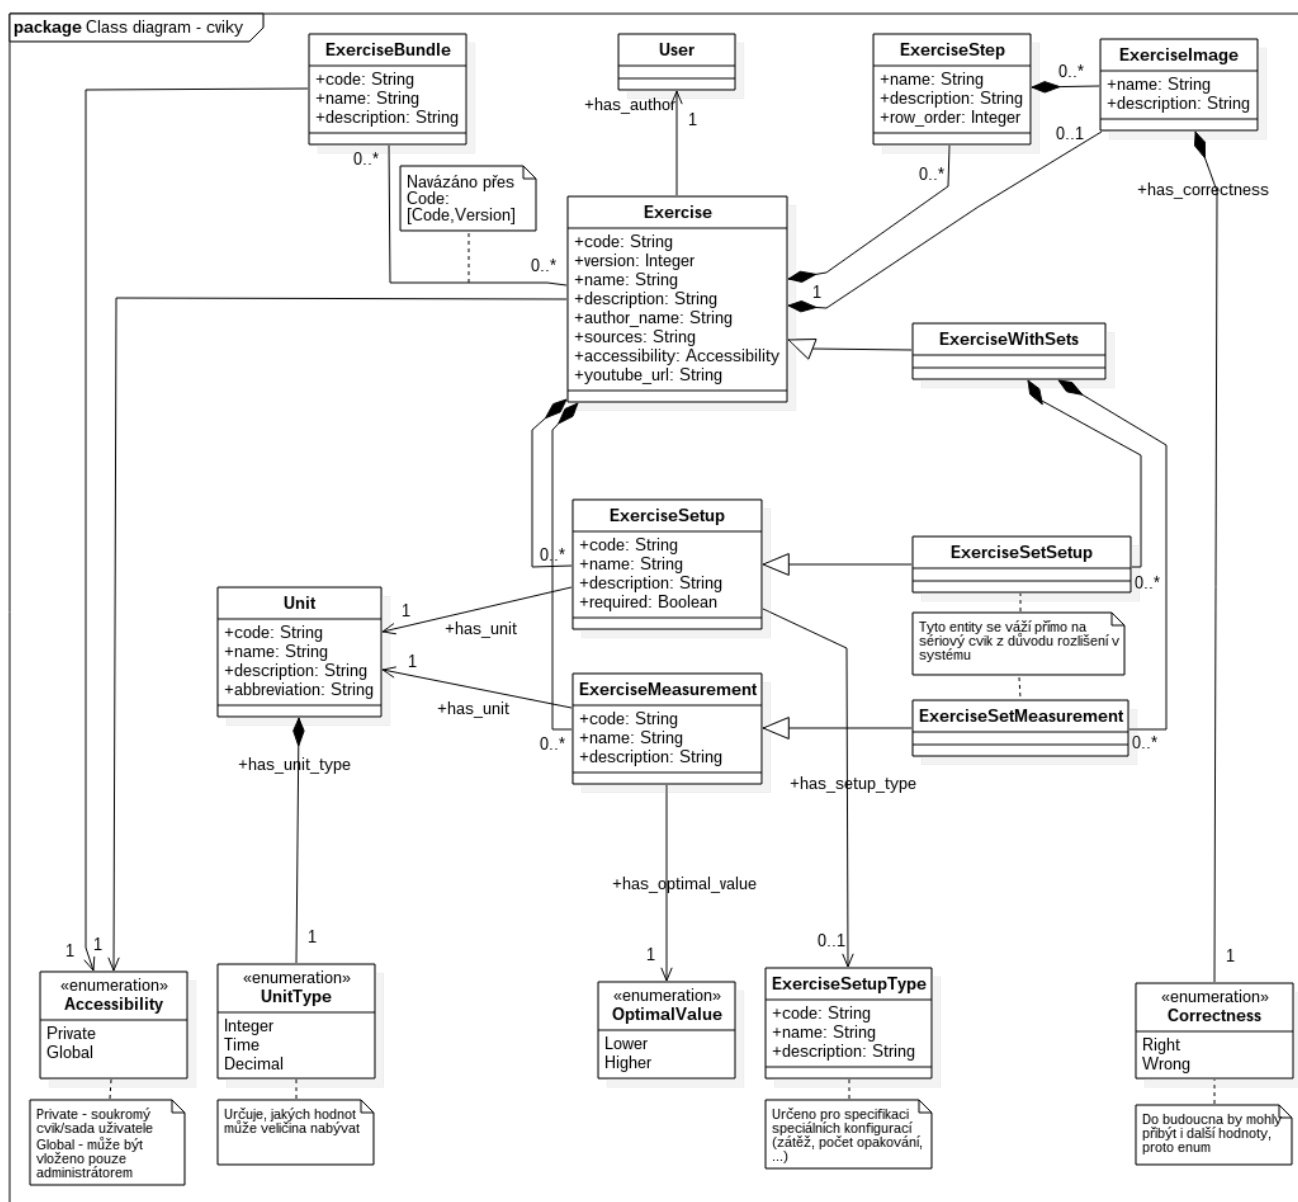 package Class diagram - cviky
ExerciseBundle
+code: String
+name: String
+description: String
User
ExerciseStep
+name: String
+description: String
+row_order: Integer
ExerciseImage
+name: String
+description: String
0..*
+has_author
1
0..*
0..1
0..*
0..*
+has_correctness
Navázáno přes
Code:
[Code,Version]
Exercise
+code: String
+version: Integer
+name: String
+description: String
+author_name: String
+sources: String
+accessibility: Accessibility
+youtube_url: String
0..*
1
ExerciseWithSets
ExerciseSetup
+code: String
+name: String
+description: String
+required: Boolean
0..*
ExerciseSetSetup
0..*
Unit
+code: String
+name: String
+description: String
+abbreviation: String
1
+has_unit
1
+has_unit
Tyto entity se váží přímo na
sériový cvik z důvodu rozlišení v
systému
ExerciseMeasurement
+code: String
+name: String
+description: String
0..*
ExerciseSetMeasurement
0..*
+has_unit_type
+has_setup_type
+has_optimal_value
1
1
1
1
0..1
1
«enumeration»
Accessibility
Private
Global
«enumeration»
UnitType
Integer
Time
Decimal
«enumeration»
OptimalValue
Lower
Higher
ExerciseSetupType
+code: String
+name: String
+description: String
«enumeration»
Correctness
Right
Wrong
Private - soukromý
cvik/sada uživatele
Global - může být
vloženo pouze
administrátorem
Určuje, jakých hodnot
může veličina nabývat
Určeno pro specifikaci
speciálních konfigurací
(zátěž, počet opakování,
...)
Do budoucna by mohly
přibýt i další hodnoty,
proto enum